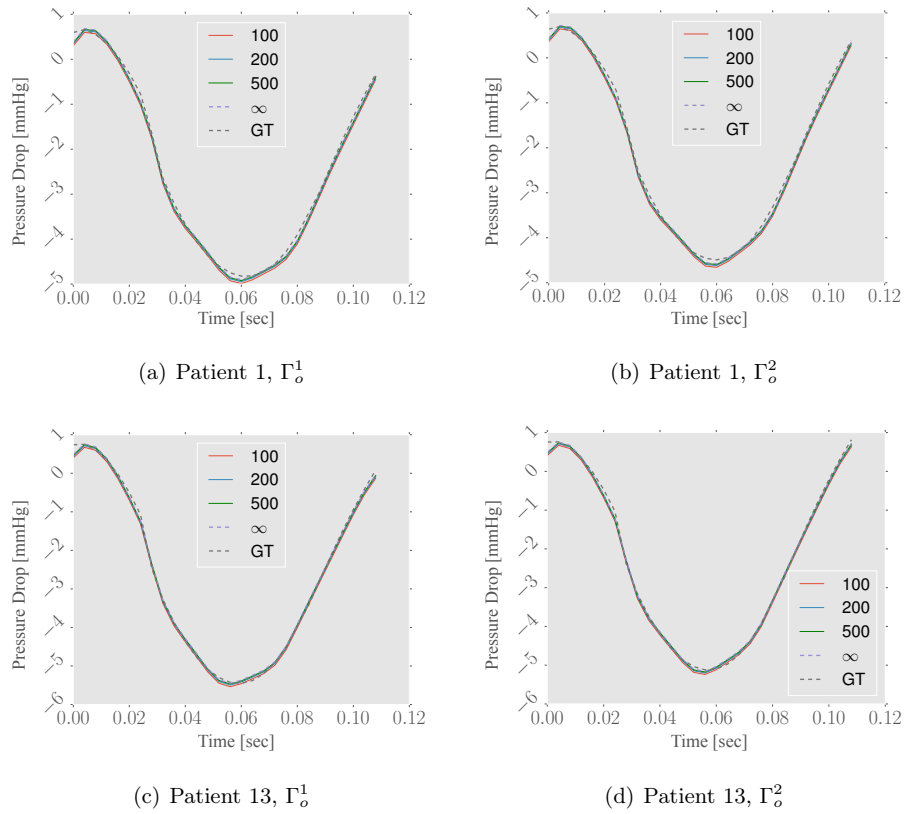 1
0
−1
−2
−3
−4
−5
Pressure Drop [mmHg]
100
200
500
∞
GT
0.00 0.02 0.04 0.06 0.08 0.10 0.12
Time [sec]
(a) Patient 1, Γₒ¹
1
0
−1
−2
−3
−4
−5
Pressure Drop [mmHg]
100
200
500
∞
GT
0.00 0.02 0.04 0.06 0.08 0.10 0.12
Time [sec]
(b) Patient 1, Γₒ²
1
0
−1
−2
−3
−4
−5
−6
Pressure Drop [mmHg]
100
200
500
∞
GT
0.00 0.02 0.04 0.06 0.08 0.10 0.12
Time [sec]
(c) Patient 13, Γₒ¹
1
0
−1
−2
−3
−4
−5
−6
Pressure Drop [mmHg]
100
200
500
∞
GT
0.00 0.02 0.04 0.06 0.08 0.10 0.12
Time [sec]
(d) Patient 13, Γₒ²